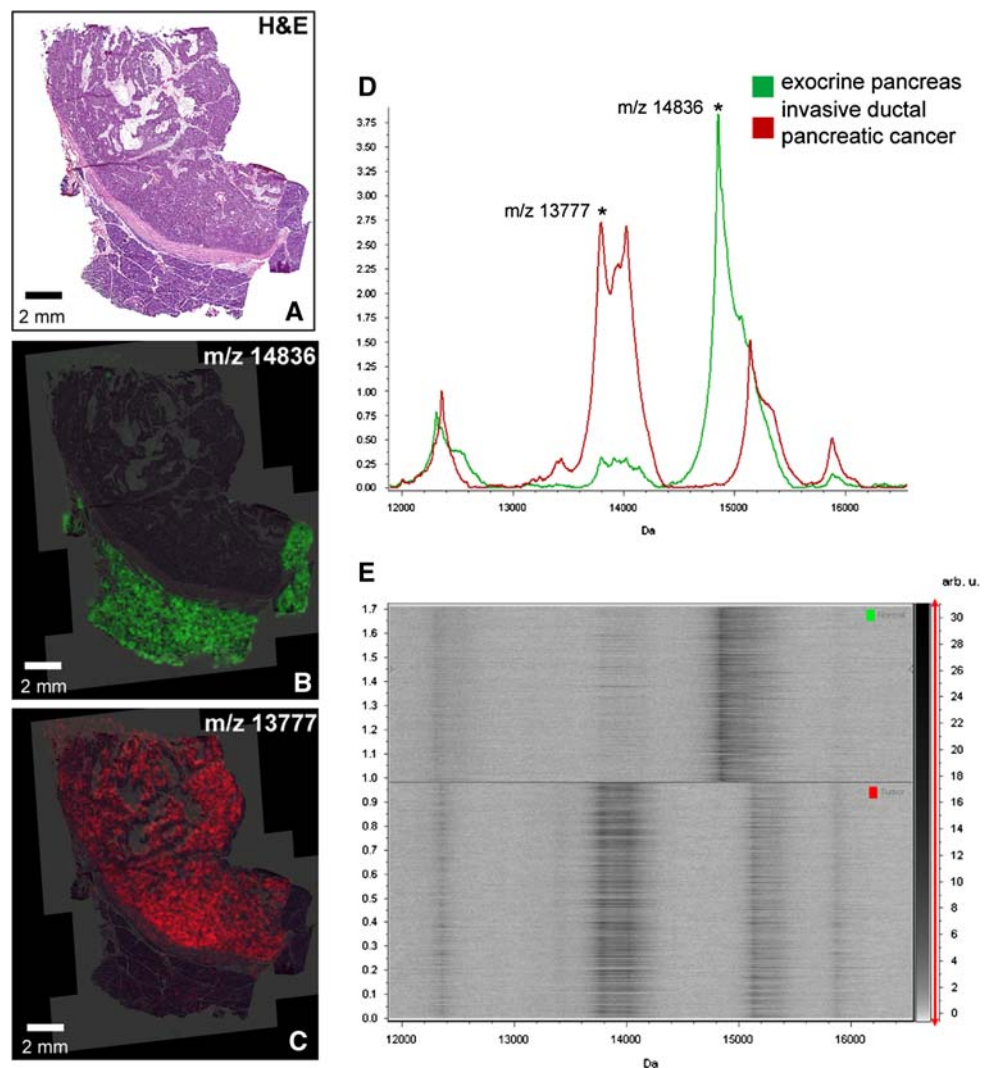 H&E
2 mm
A
m/z 14836
2 mm
B
m/z 13777
2 mm
C
D
exocrine pancreas
invasive ductal
pancreatic cancer
m/z 14836 *
m/z 13777 *
3.75
3.50
3.25
3.00
2.75
2.50
2.25
2.00
1.75
1.50
1.25
1.00
0.75
0.50
0.25
0.00
12000 13000 14000 15000 16000
Da
E
arb. u.
1.7
1.6
1.5
1.4
1.3
1.2
1.1
1.0
0.9
0.8
0.7
0.6
0.5
0.4
0.3
0.2
0.1
0.0
Normal
Tumor
30
28
26
24
22
20
18
16
14
12
10
8
6
4
2
0
12000 13000 14000 15000 16000
Da